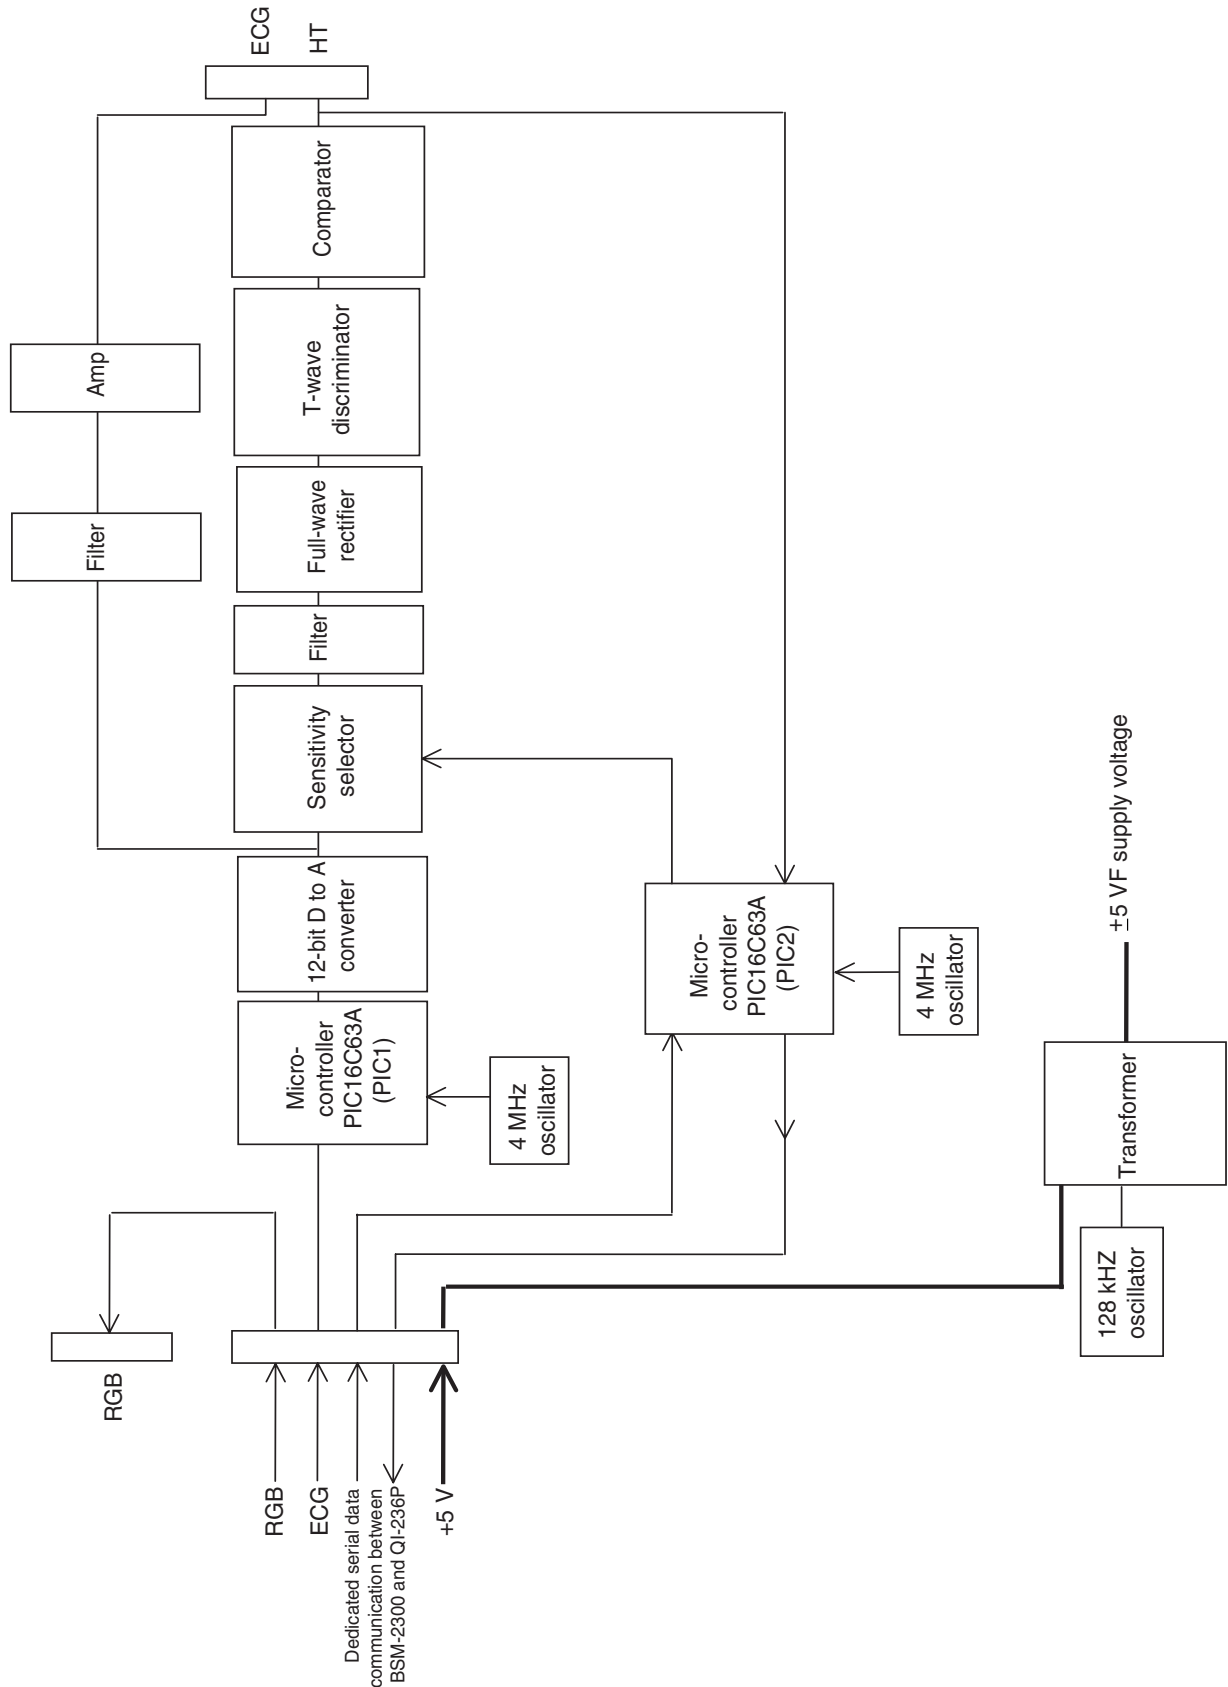 RGB
RGB
ECG
Dedicated serial data
communication between
BSM-2300 and QI-236P
+5 V
Micro-
controller
PIC16C63A
(PIC1)
4 MHz
oscillator
12-bit D to A
converter
Sensitivity
selector
Filter
Full-wave
rectifier
T-wave
discriminator
Comparator
Filter
Amp
ECG
HT
Micro-
controller
PIC16C63A
(PIC2)
4 MHz
oscillator
128 kHZ
oscillator
Transformer
±5 VF supply voltage